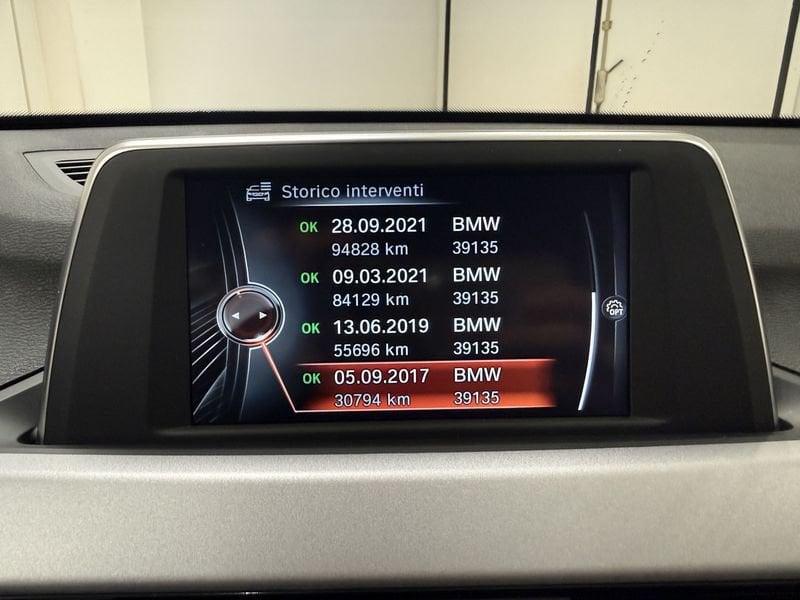 Storico interventi
OK 28.09.2021 BMW
94828 km 39135
OK 09.03.2021 BMW
84129 km 39135
OK 13.06.2019 BMW
55696 km 39135
OK 05.09.2017 BMW
30794 km 39135
OPT